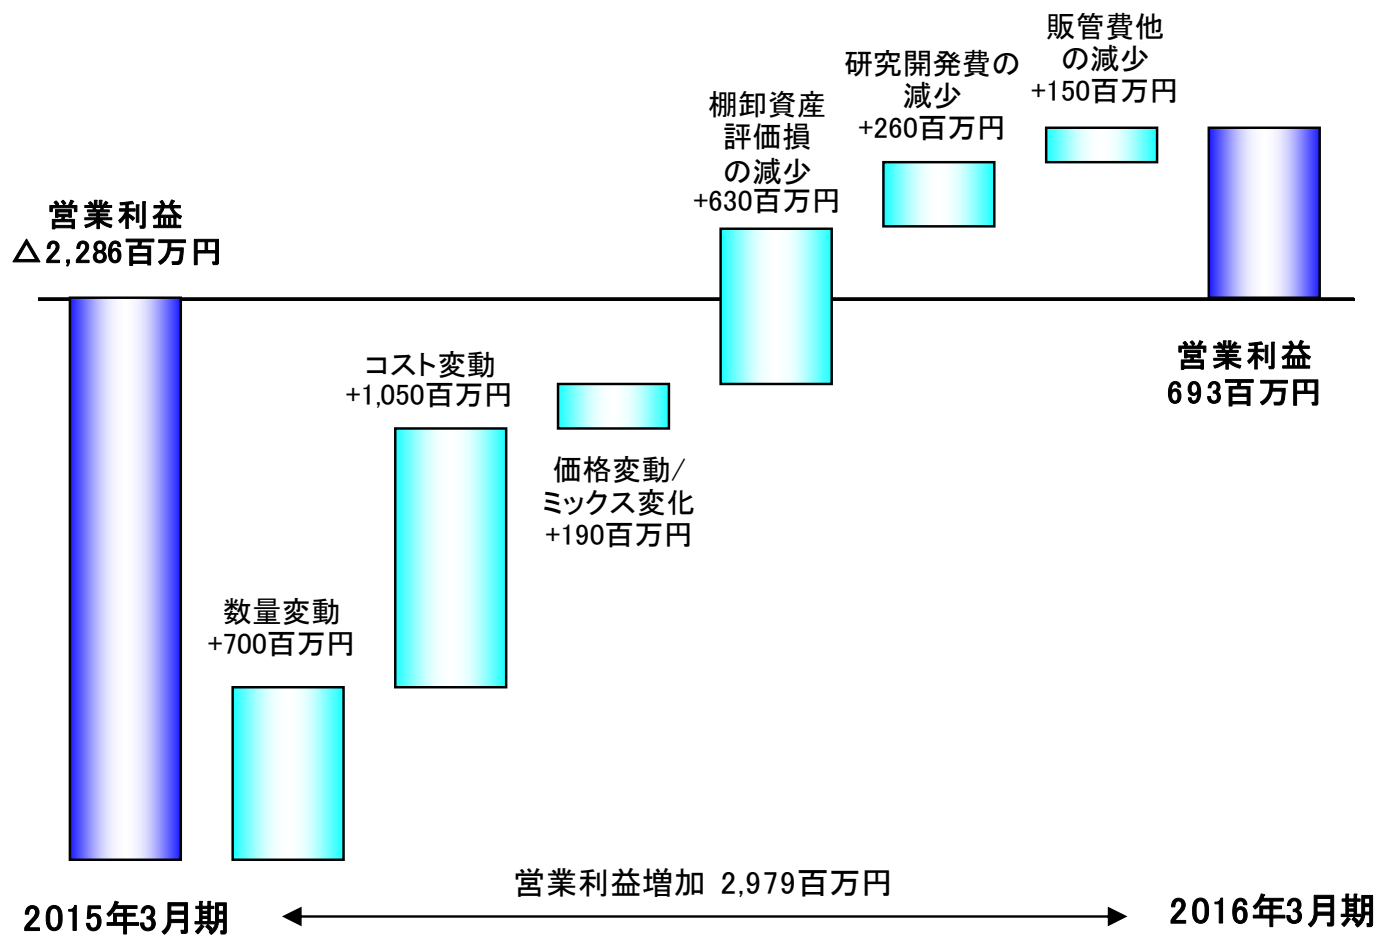 営業利益
△2,286百万円
数量変動
+700百万円
コスト変動
+1,050百万円
価格変動/
ミックス変化
+190百万円
棚卸資産
評価損
の減少
+630百万円
研究開発費の
減少
+260百万円
販管費他
の減少
+150百万円
営業利益
693百万円
営業利益増加 2,979百万円
2015年3月期
2016年3月期